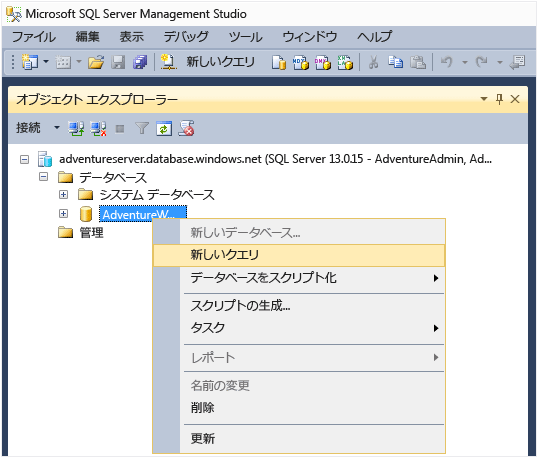 Microsoft SQL Server Management Studio
ファイル 編集 表示 デバッグ ツール ウィンドウ ヘルプ
新しいクエリ
オブジェクト エクスプローラー
接続
adventureserver.database.windows.net (SQL Server 13.0.15 - AdventureAdmin, Ad...
データベース
システム データベース
AdventureW...
管理
新しいデータベース...
新しいクエリ
データベースをスクリプト化
スクリプトの生成...
タスク
レポート
名前の変更
削除
更新